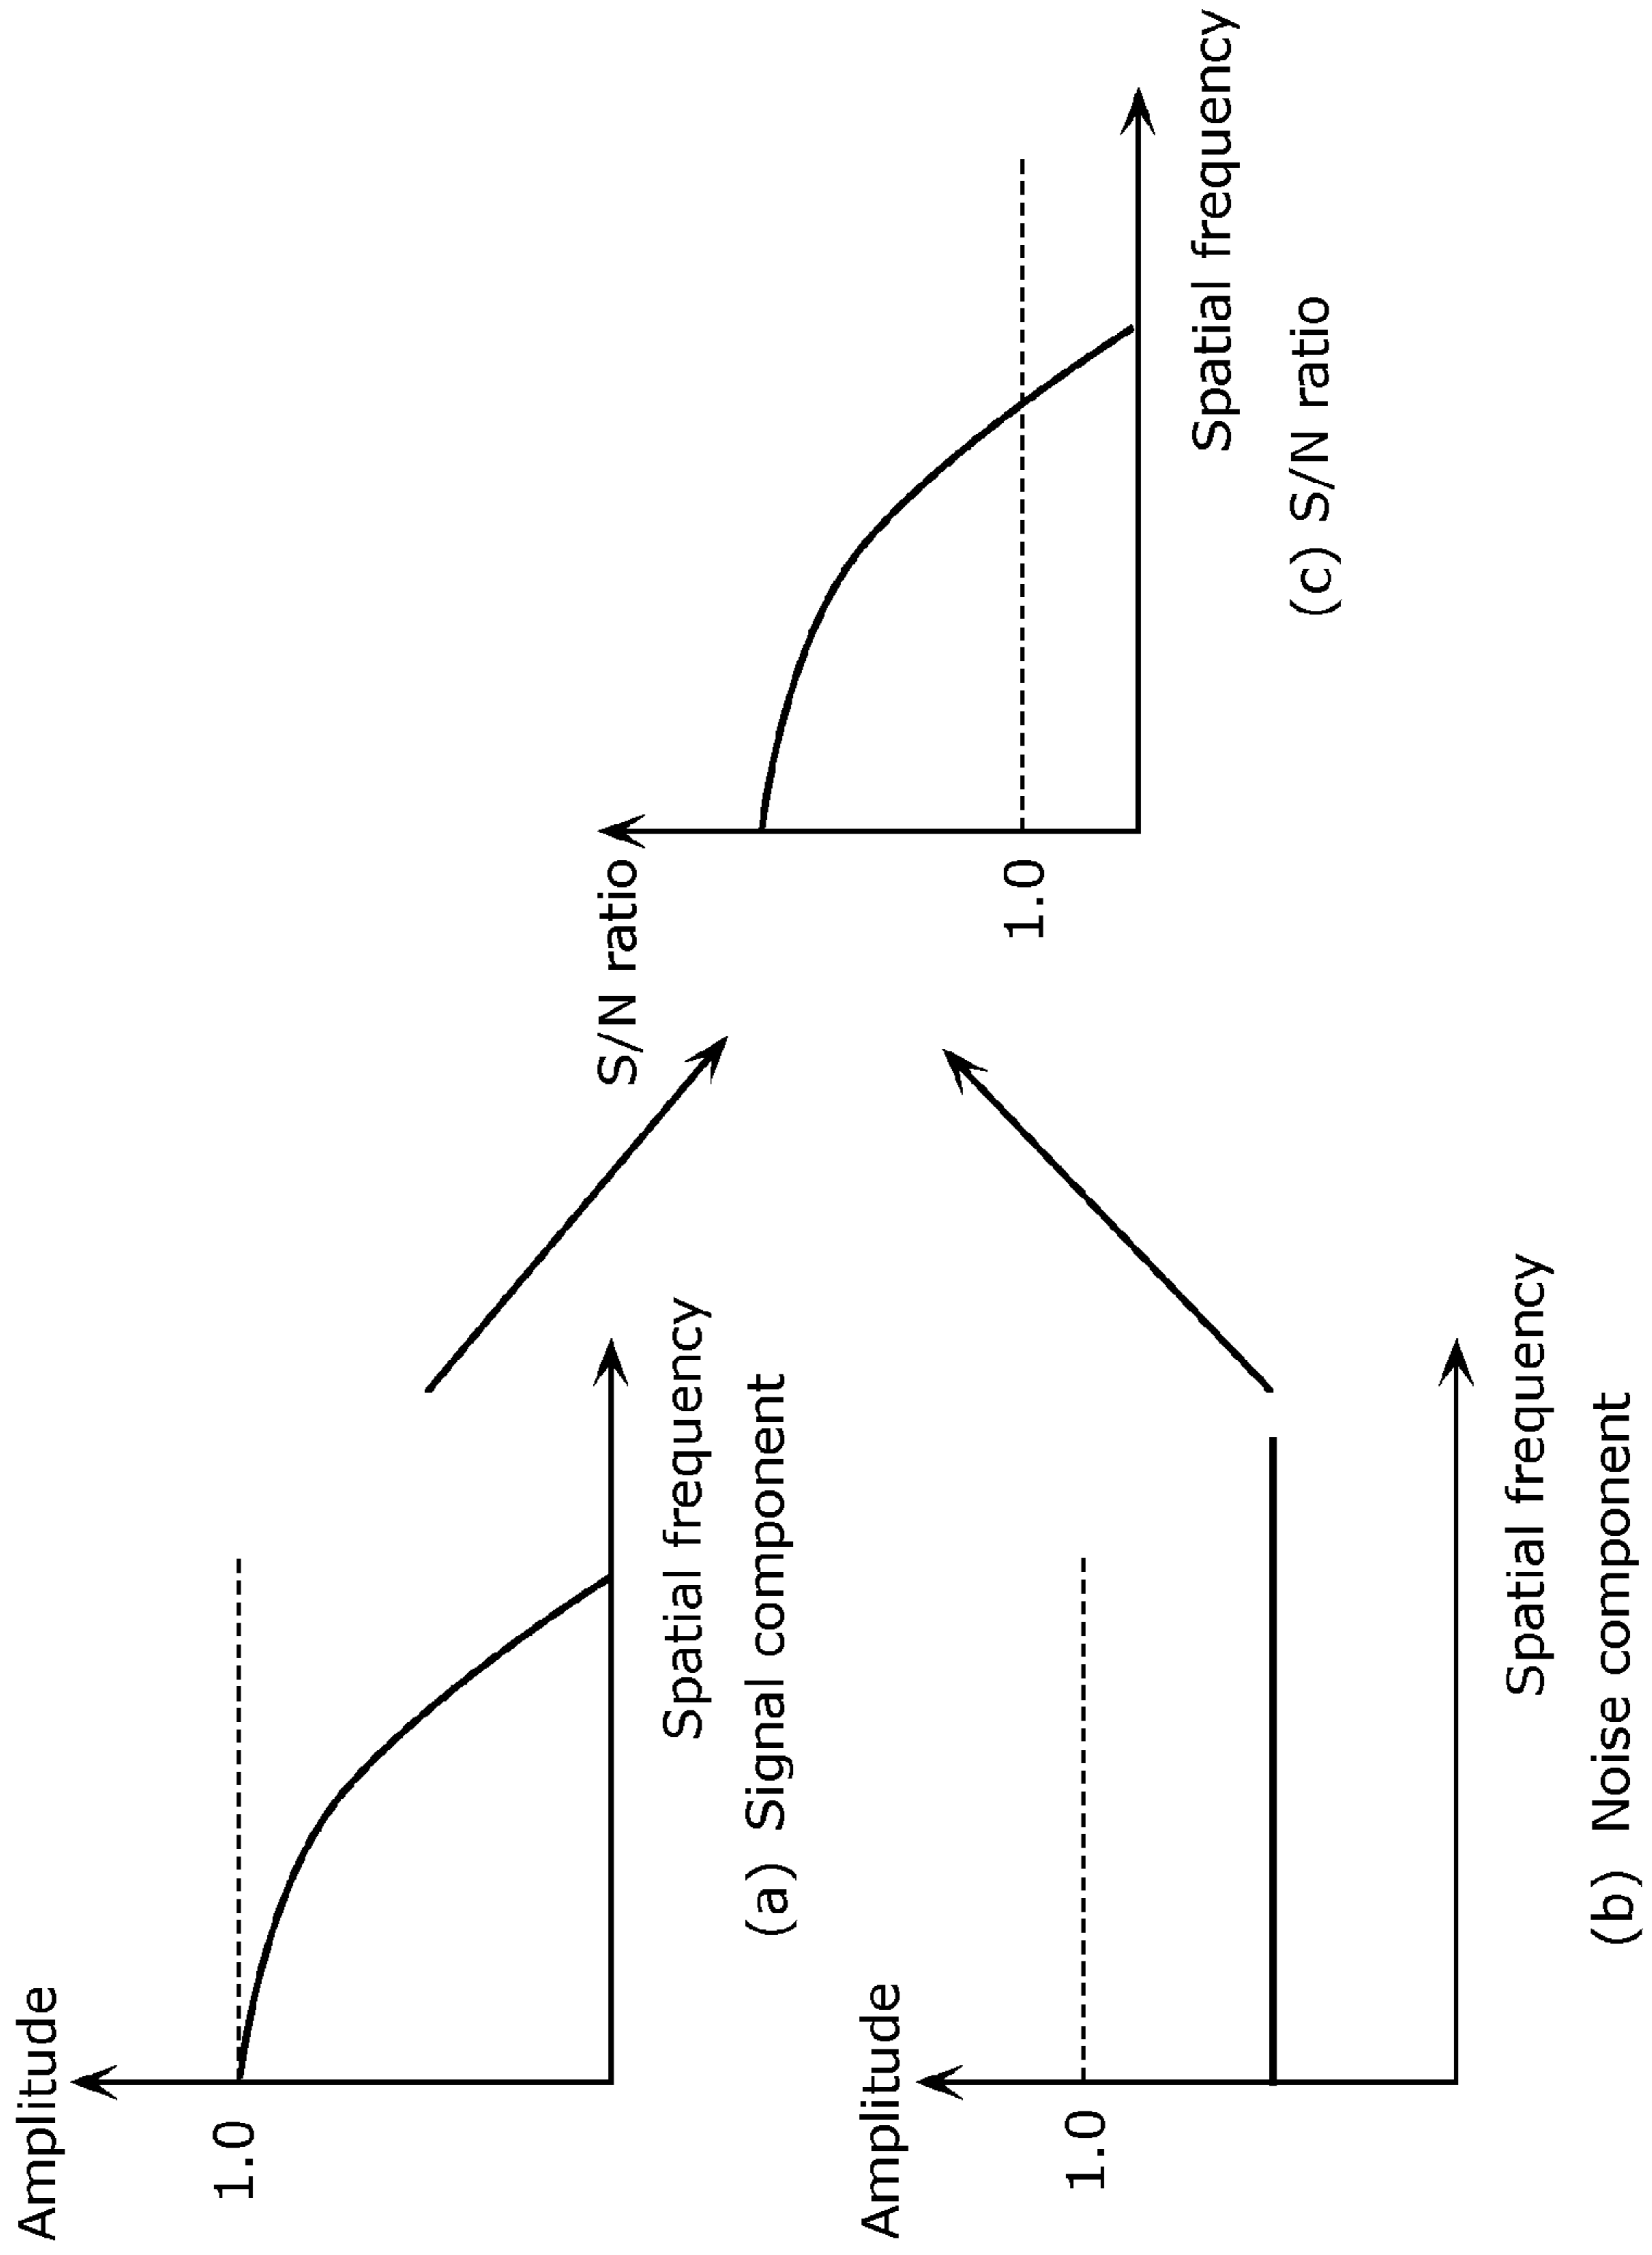 Amplitude
1.0
Spatial frequency
(a) Signal component
Amplitude
1.0
Spatial frequency
(b) Noise component
S/N ratio
1.0
Spatial frequency
(c) S/N ratio